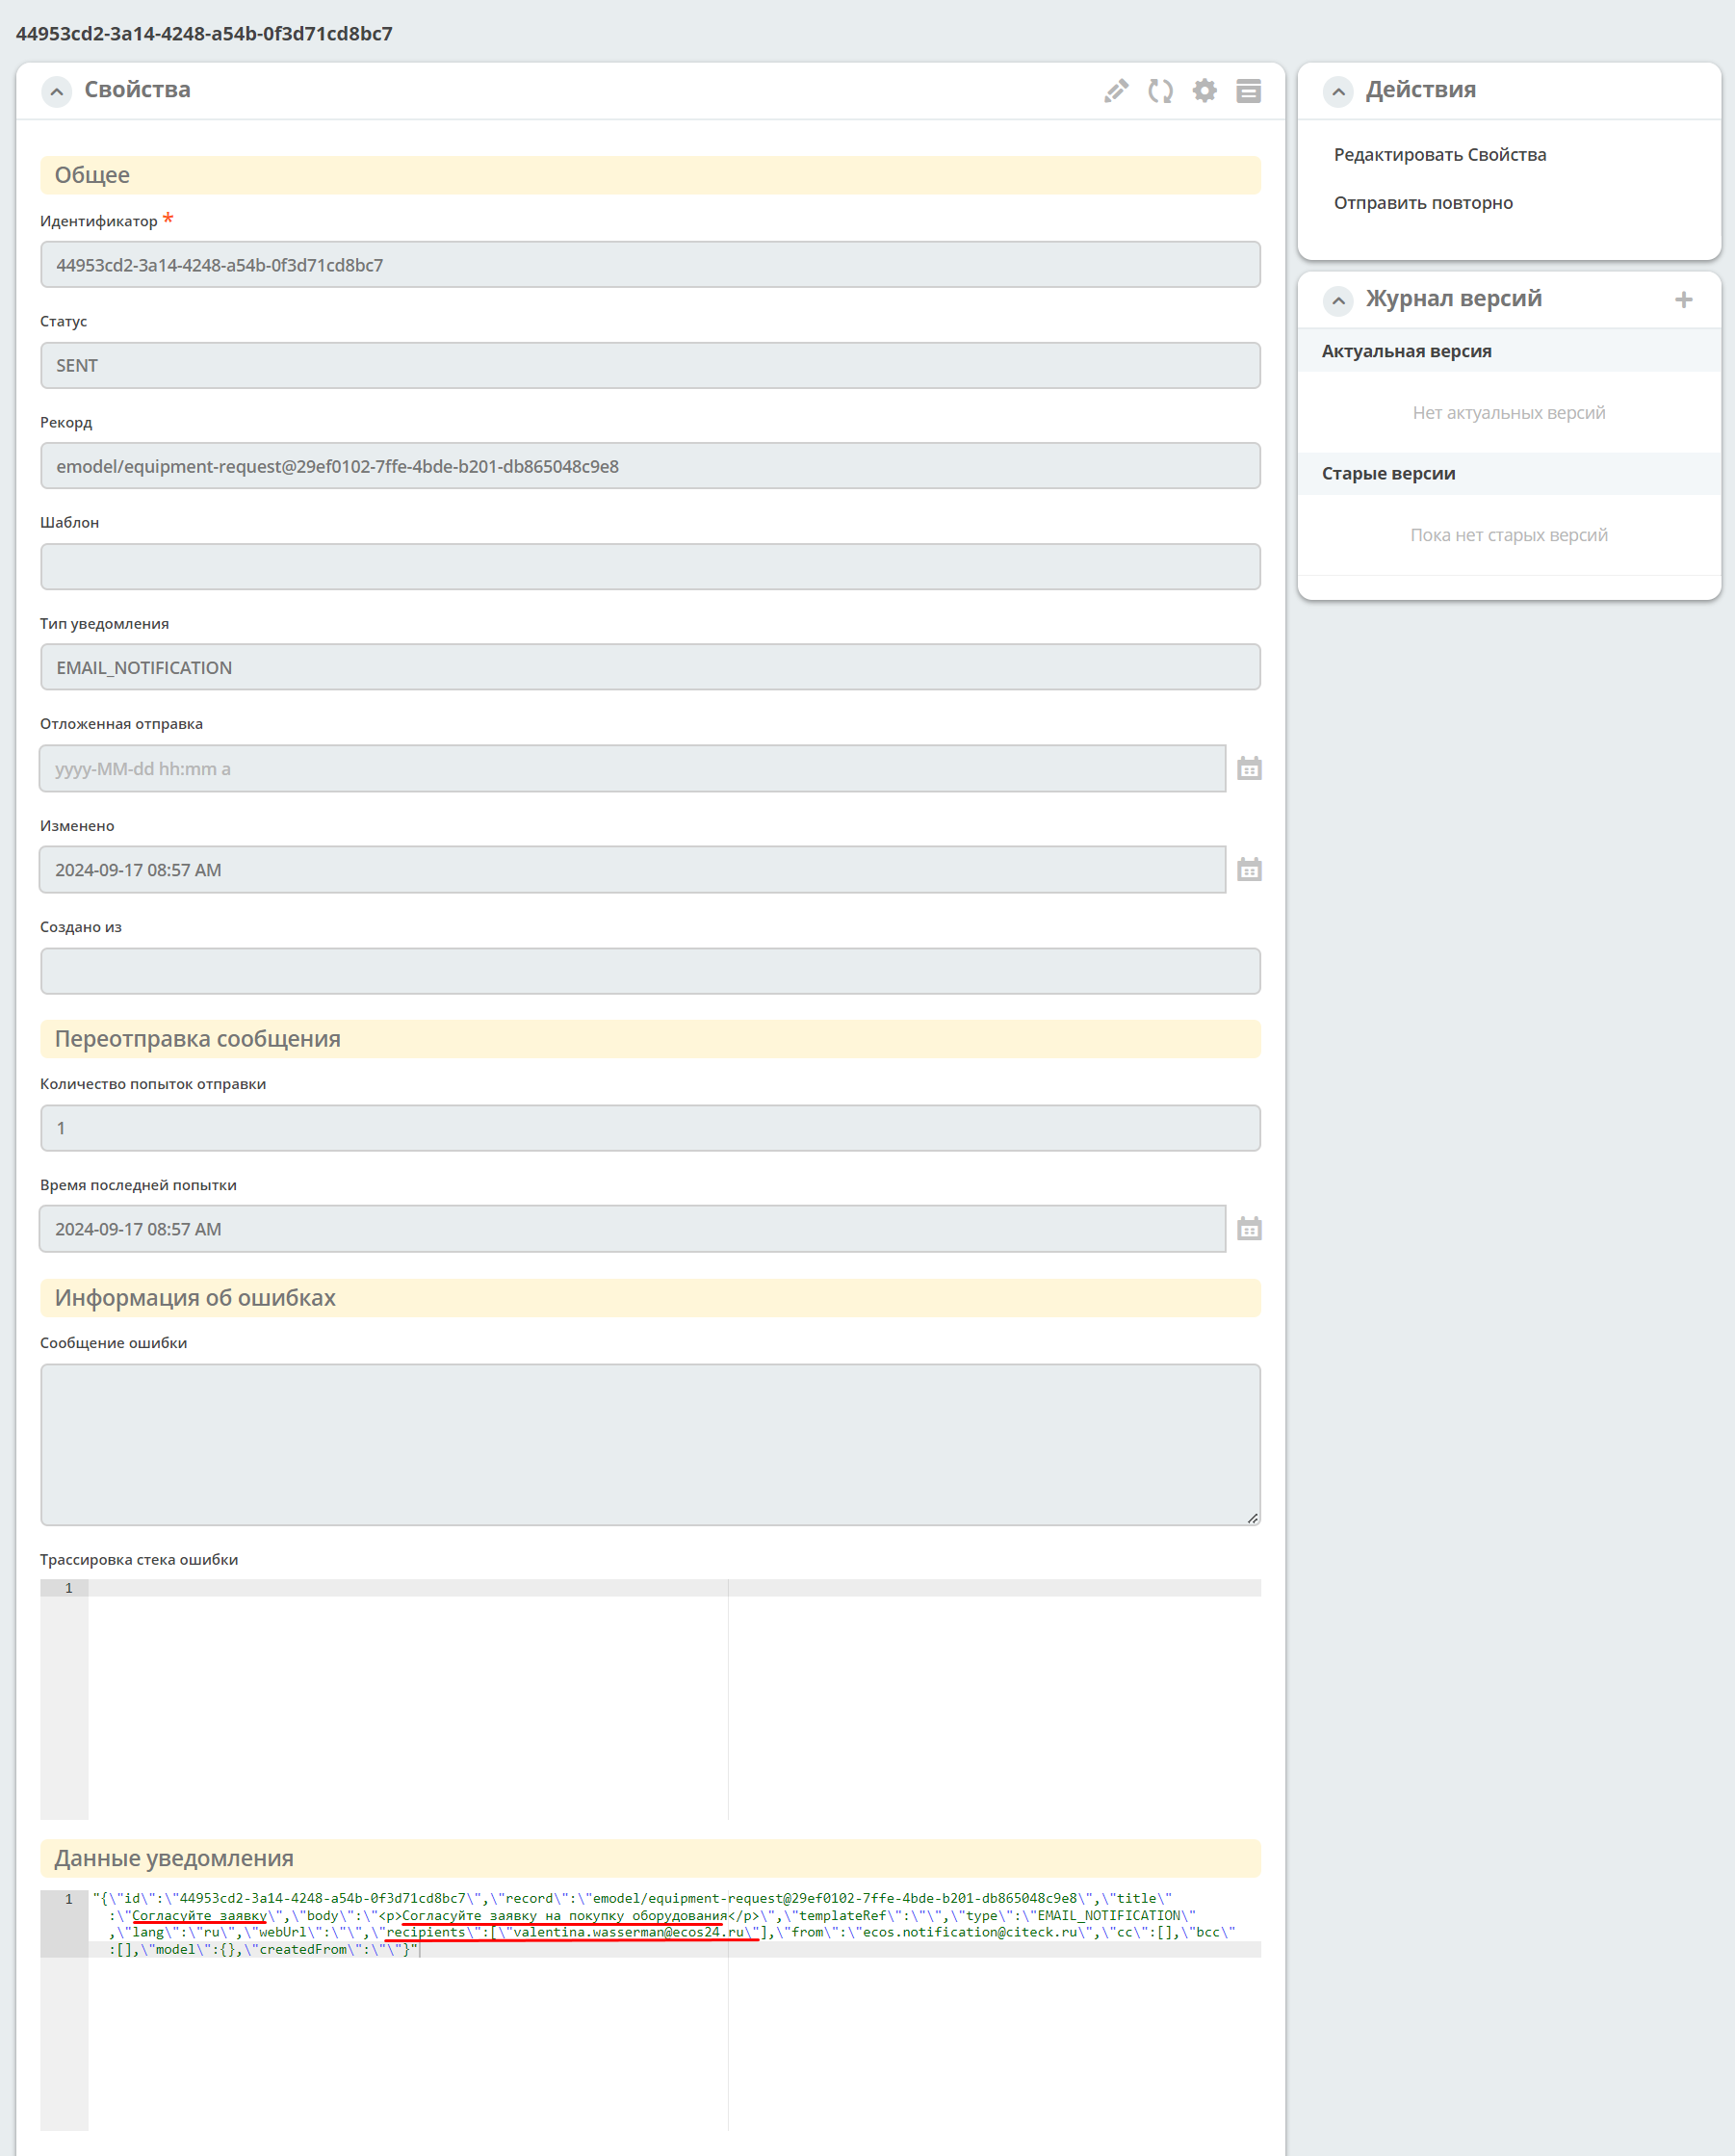 44953cd2-3a14-4248-a54b-0f3d71cd8bc7
Свойства
Общее
Идентификатор *
44953cd2-3a14-4248-a54b-0f3d71cd8bc7
Статус
SENT
Рекорд
emodel/equipment-request@29ef0102-7ffe-4bde-b201-db865048c9e8
Шаблон
Тип уведомления
EMAIL_NOTIFICATION
Отложенная отправка
yyyy-MM-dd hh:mm a
Изменено
2024-09-17 08:57 AM
Создано из
Переотправка сообщения
Количество попыток отправки
1
Время последней попытки
2024-09-17 08:57 AM
Информация об ошибках
Сообщение ошибки
Трассировка стека ошибки
1
Данные уведомления
1 "{\"id\":\"44953cd2-3a14-4248-a54b-0f3d71cd8bc7\",\"record\":\"emodel/equipment-request@29ef0102-7ffe-4bde-b201-db865048c9e8\",\"title\"
:\"Согласуйте заявку\",\"body\":\"<p>Согласуйте заявку на покупку оборудования</p>\",\"templateRef\":\"\",\"type\":\"EMAIL_NOTIFICATION\"
,\"lang\":\"ru\",\"webUrl\":\"\",\"recipients\":[\"valentina.wasserman@ecos24.ru\"],\"from\":\"ecos.notification@citeck.ru\",\"cc\":[],\"bcc\"
:[],\"model\":{},\"createdFrom\":\"\"}"
Действия
Редактировать Свойства
Отправить повторно
Журнал версий
Актуальная версия
Нет актуальных версий
Старые версии
Пока нет старых версий